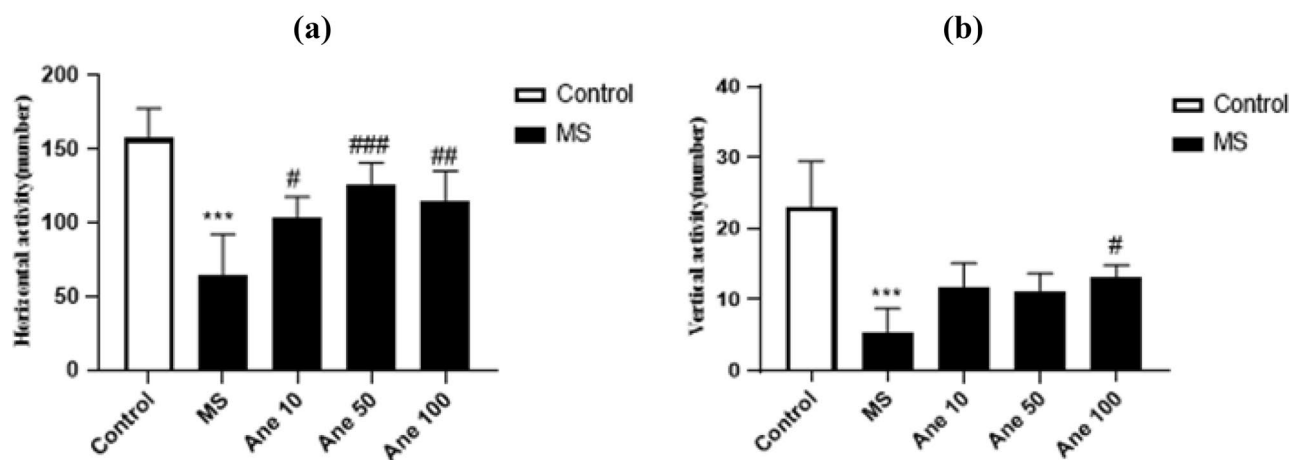 (a)
Horizontal activity(number)
200
150
100
50
0
***
#
###
##
Control
MS
Control
MS
Ane 10
Ane 50
Ane 100
(b)
Vertical activity(number)
40
30
20
10
0
***
#
Control
MS
Control
MS
Ane 10
Ane 50
Ane 100